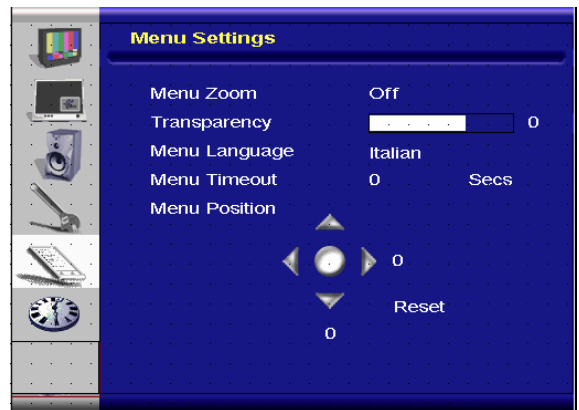 Menu Settings
Menu Zoom Off
Transparency 0
Menu Language Italian
Menu Timeout 0 Secs
Menu Position
0
Reset
0